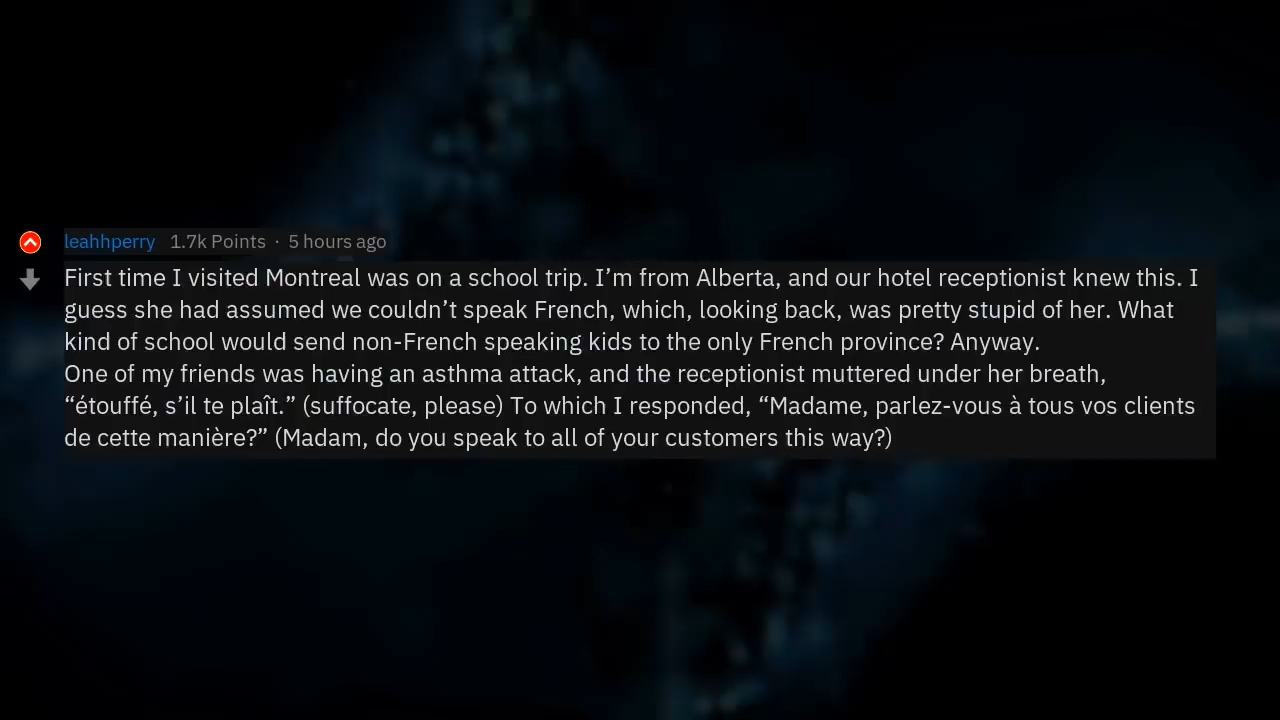 leahhperry 1.7k Points · 5 hours ago
First time I visited Montreal was on a school trip. I’m from Alberta, and our hotel receptionist knew this. I
guess she had assumed we couldn’t speak French, which, looking back, was pretty stupid of her. What
kind of school would send non-French speaking kids to the only French province? Anyway.
One of my friends was having an asthma attack, and the receptionist muttered under her breath,
“étouffé, s’il te plaît.” (suffocate, please) To which I responded, “Madame, parlez-vous à tous vos clients
de cette manière?” (Madam, do you speak to all of your customers this way?)